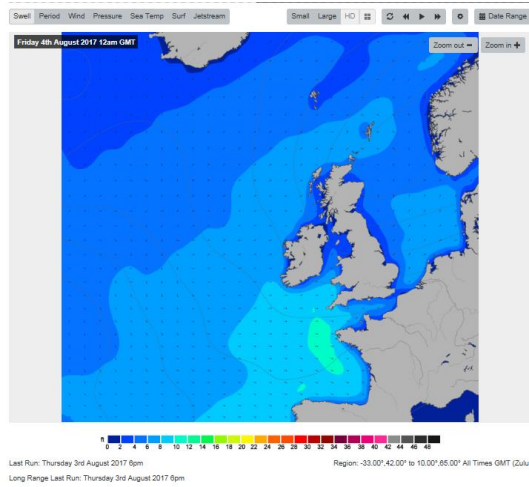 Swell Period Wind Pressure Sea Temp Surf Jetstream Small Large HD Date Range
Friday 4th August 2017 12am GMT
Zoom out Zoom in
ft 0 2 4 6 8 10 12 14 16 18 20 22 24 26 28 30 32 34 36 38 40 42 44 46 48
Last Run: Thursday 3rd August 2017 6pm Region: -33.00°,42.00° to 10.00°,65.00° All Times GMT (Zulu
Long Range Last Run: Thursday 3rd August 2017 6pm